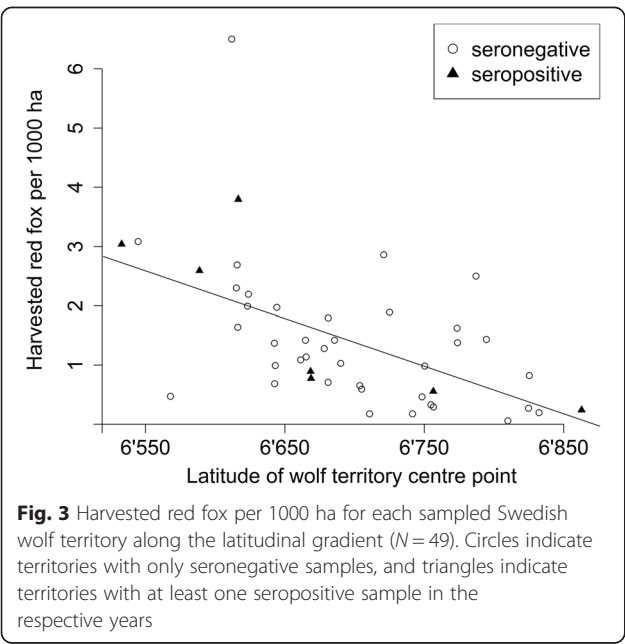 seronegative
seropositive
Harvested red fox per 1000 ha
6
5
4
3
2
1
6'550 6'650 6'750 6'850
Latitude of wolf territory centre point
Fig. 3 Harvested red fox per 1000 ha for each sampled Swedish
wolf territory along the latitudinal gradient (N = 49). Circles indicate
territories with only seronegative samples, and triangles indicate
territories with at least one seropositive sample in the
respective years